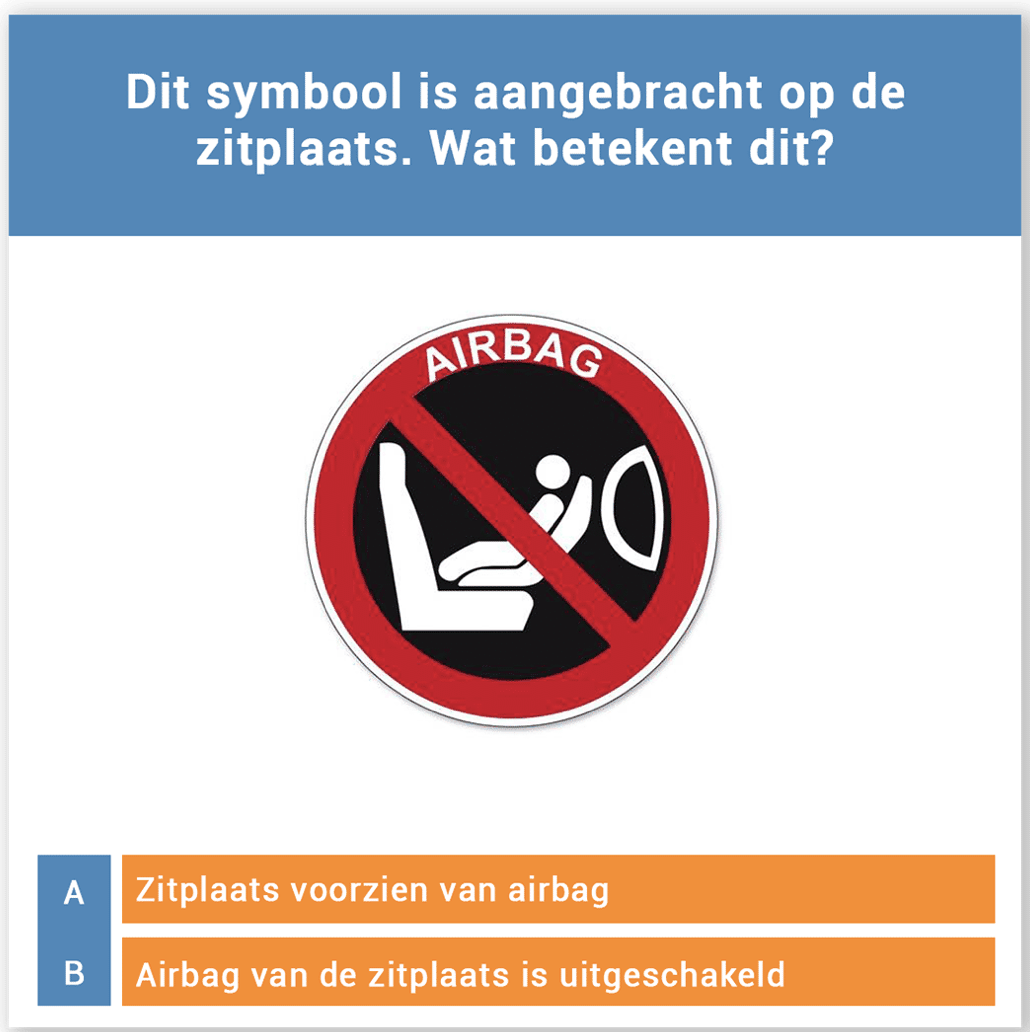 Dit symbool is aangebracht op de
zitplaats. Wat betekent dit?
AIRBAG
A Zitplaats voorzien van airbag
B Airbag van de zitplaats is uitgeschakeld